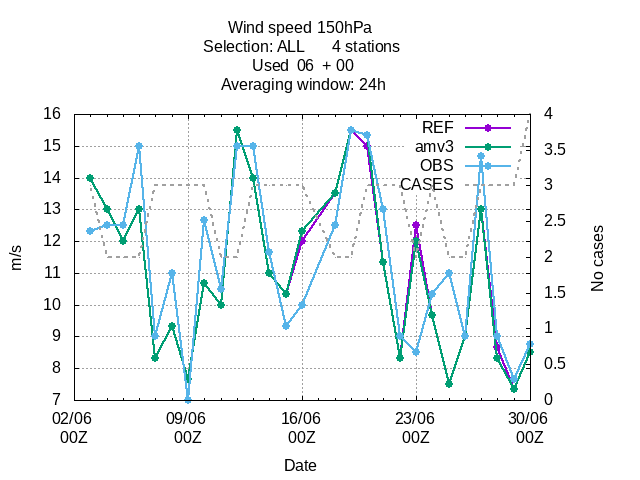 Wind speed 150hPa
Selection: ALL      4 stations
Used  06  + 00
Averaging window: 24h
16
15
14
13
12
11
10
9
8
7
4
3.5
3
2.5
2
1.5
1
0.5
0
REF
amv3
OBS
CASES
m/s
No cases
02/06 09/06 16/06 23/06 30/06
00Z 00Z 00Z 00Z 00Z
Date